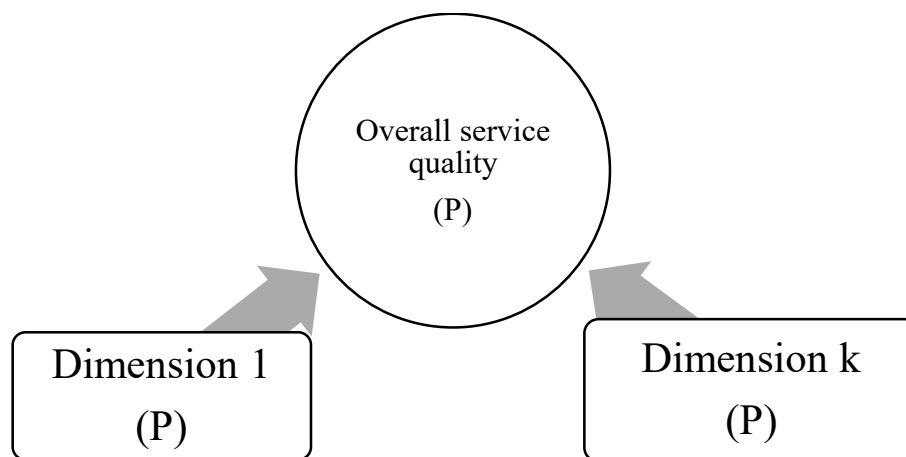 Overall service
quality
(P)
Dimension 1
(P)
Dimension k
(P)